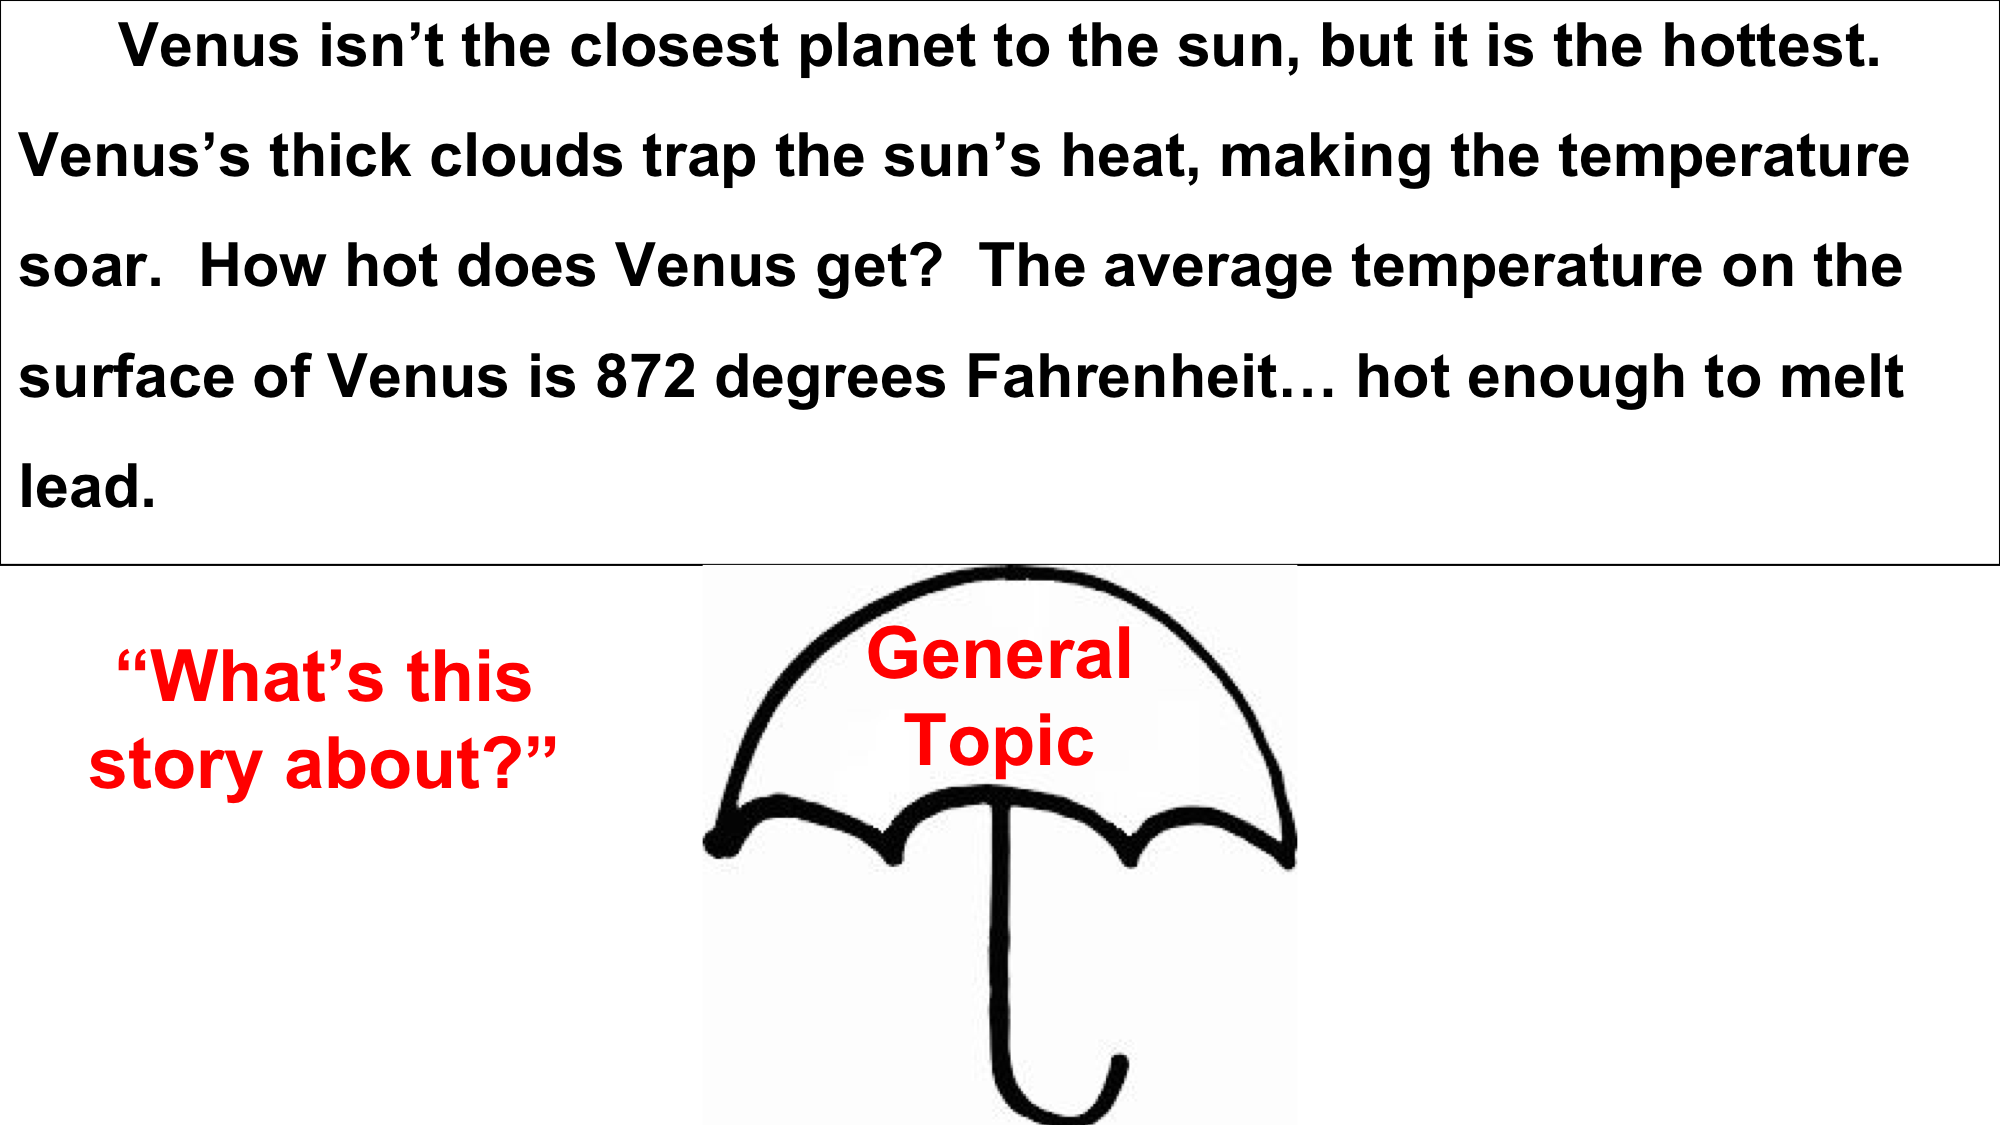 Venus isn’t the closest planet to the sun, but it is the hottest.
Venus’s thick clouds trap the sun’s heat, making the temperature
soar.  How hot does Venus get?  The average temperature on the
surface of Venus is 872 degrees Fahrenheit… hot enough to melt
lead.
“What’s this
story about?”
General
Topic